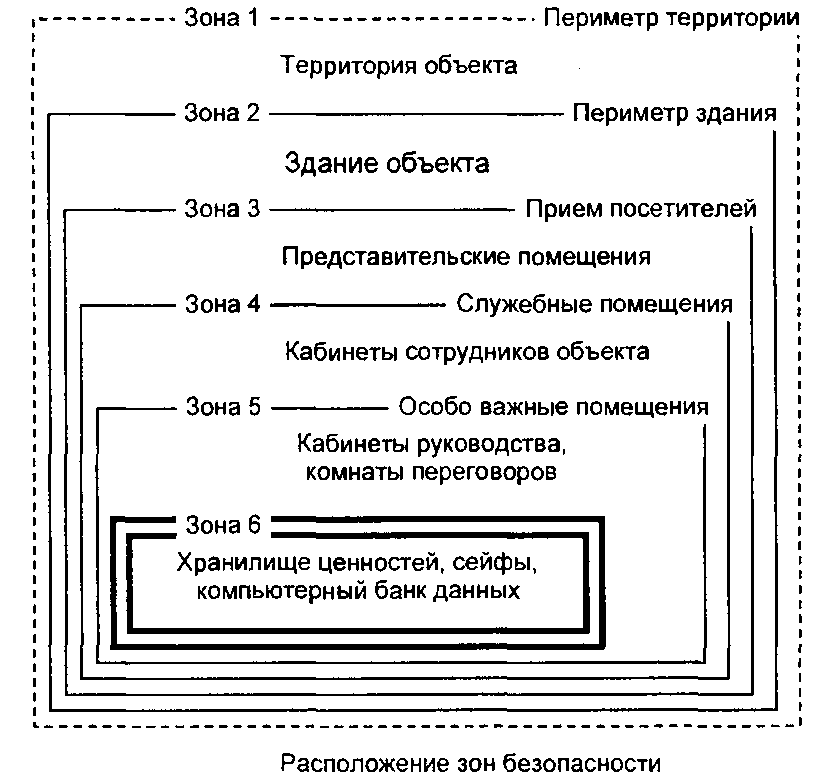 Зона 1 Периметр территории
Территория объекта
Зона 2 Периметр здания
Здание объекта
Зона 3 Прием посетителей
Представительские помещения
Зона 4 Служебные помещения
Кабинеты сотрудников объекта
Зона 5 Особо важные помещения
Кабинеты руководства,
комнаты переговоров
Зона 6
Хранилище ценностей, сейфы,
компьютерный банк данных
Расположение зон безопасности